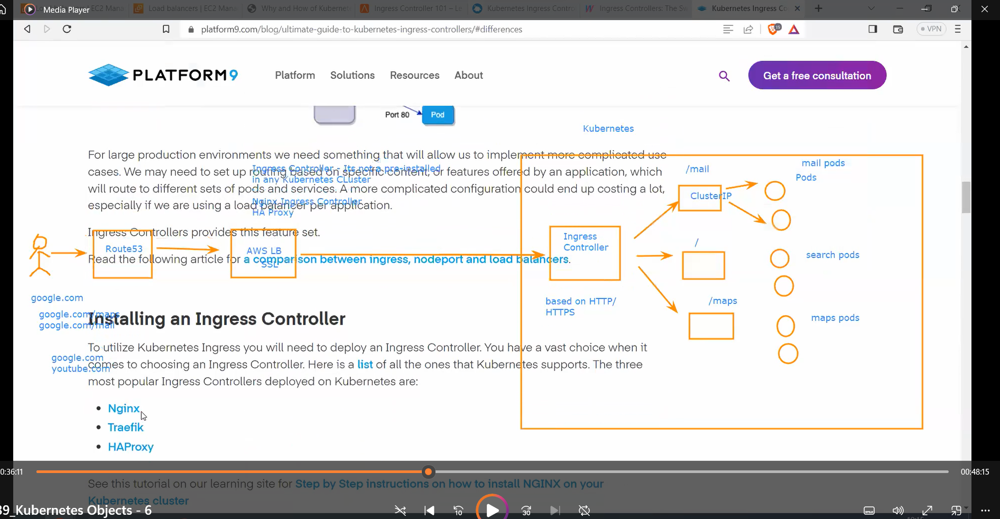 Media Player
Load balancers | EC2 Mana
Why and How of Kubernet
Ingress Controller 101 – Le
Kubernetes Ingress Contro
Ingress Controllers: The Sw
Kubernetes Ingress Co
platform9.com/blog/ultimate-guide-to-kubernetes-ingress-controllers/#differences
19
VPN
PLATFORM9
Platform
Solutions
Resources
About
Get a free consultation
Port 80
Pod
Kubernetes
For large production environments we need something that will allow us to implement more complicated use
cases. We may need to set up routing based on specific content, or features offered by an application, which
will route to different sets of pods and services. A more complicated configuration could end up costing a lot,
especially if we are using a load balancer per application.
Ingress Controller - Its not a pre-installed
in any Kubernetes CLuster
Nginx Ingress Controller
HA Proxy
/mail
mail pods
Pods
ClusterIP
Ingress Controllers provides this feature set.
Route53
AWS LB
SSL
Ingress
Controller
/
search pods
Read the following article for a comparison between ingress, nodeport and load balancers.
google.com
google.com/maps
google.com/mail
based on HTTP/
HTTPS
/maps
maps pods
Installing an Ingress Controller
To utilize Kubernetes Ingress you will need to deploy an Ingress Controller. You have a vast choice when it
comes to choosing an Ingress Controller. Here is a list of all the ones that Kubernetes supports. The three
most popular Ingress Controllers deployed on Kubernetes are:
google.com
youtube.com
Nginx
Traefik
HAProxy
0:36:11
00:48:15
See this tutorial on our learning site for Step by Step instructions on how to install NGINX on your
Kubernetes cluster
39_Kubernetes Objects - 6
10
30